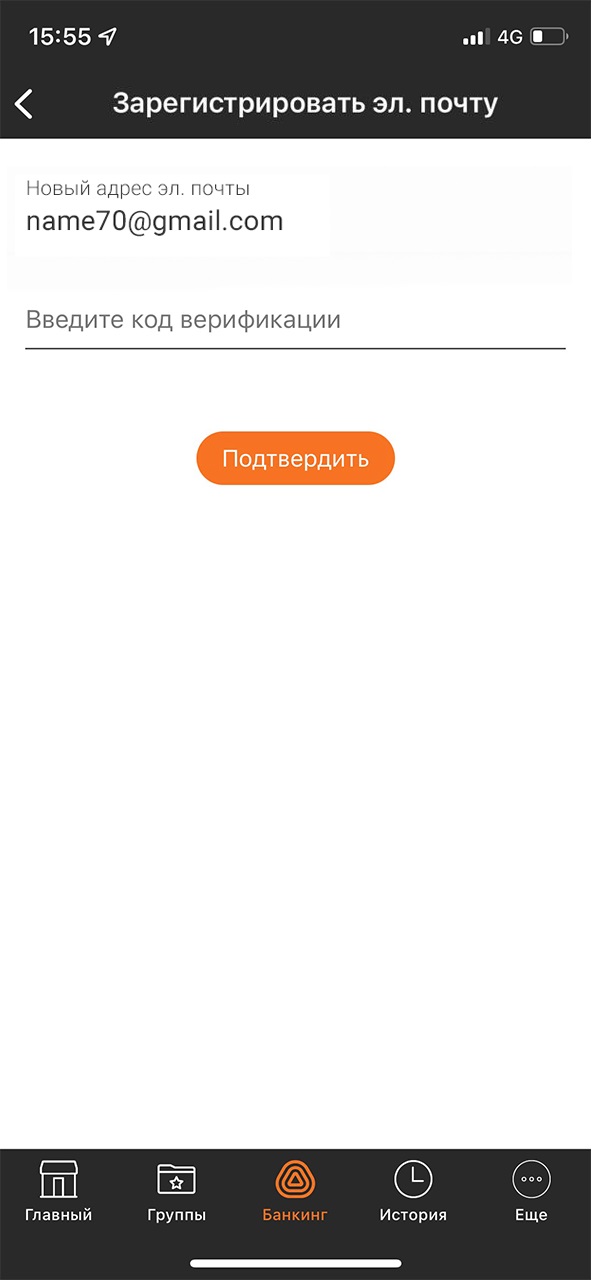 15:55
4G
Зарегистрировать эл. почту
Новый адрес эл. почты
name70@gmail.com
Введите код верификации
Подтвердить
Главный
Группы
Банкинг
История
Еще